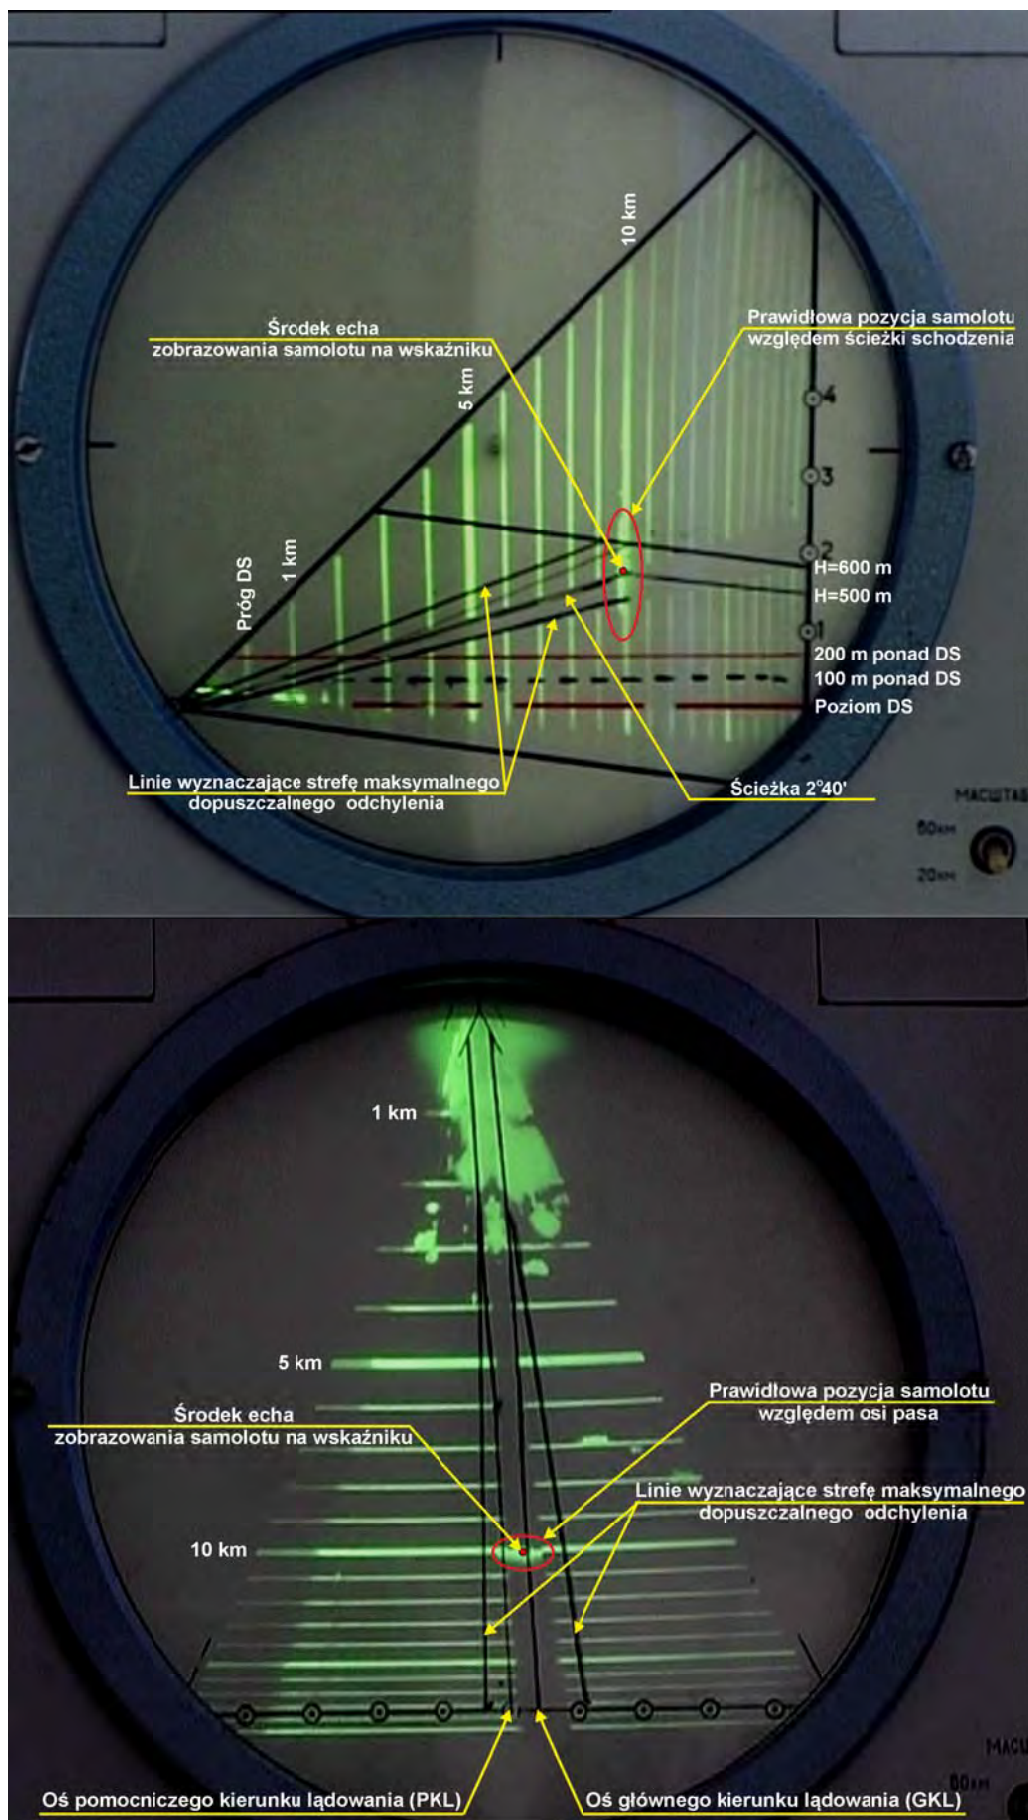 10 km
Środek echa
zobrazowania samolotu na wskaźniku
Prawidłowa pozycja samolotu
względem ścieżki schodzenia
5 km
4
3
1 km
Próg DS
2
H=600 m
H=500 m
1
200 m ponad DS
100 m ponad DS
Poziom DS
Linie wyznaczające strefę maksymalnego
dopuszczalnego odchylenia
Ścieżka 2°40'
МАСШТАБ
60км
20км
1 km
5 km
Prawidłowa pozycja samolotu
względem osi pasa
Środek echa
zobrazowania samolotu na wskaźniku
Linie wyznaczające strefę maksymalnego
dopuszczalnego odchylenia
10 km
Oś pomocniczego kierunku lądowania (PKL)
Oś głównego kierunku lądowania (GKL)